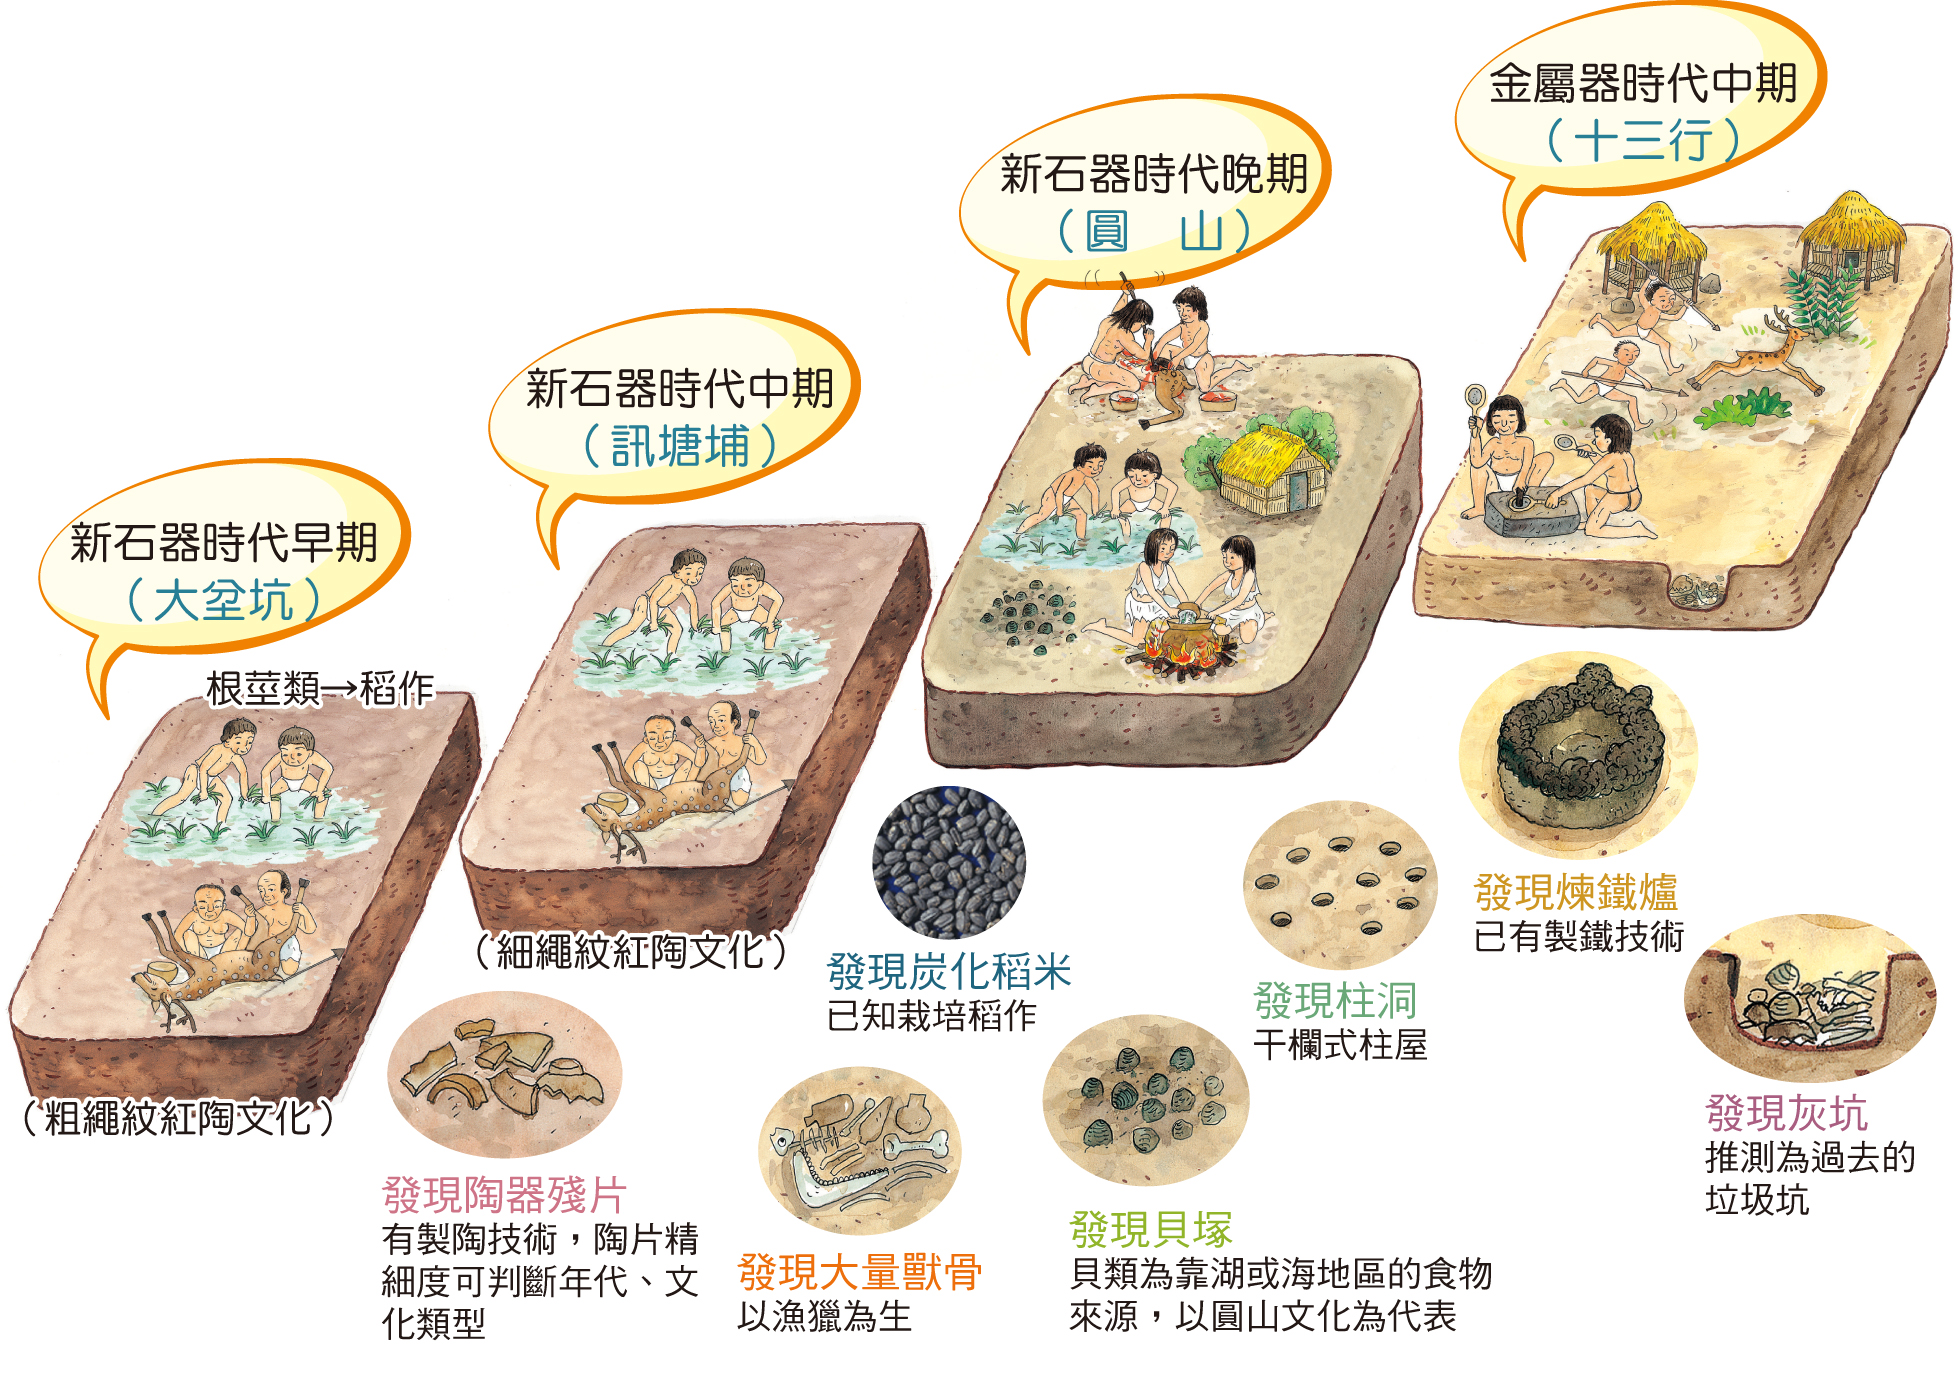 新石器時代早期
（大坌坑）
根莖類→稻作
（粗繩紋紅陶文化）
新石器時代中期
（訊塘埔）
（細繩紋紅陶文化）
新石器時代晚期
（圓　山）
金屬器時代中期
（十三行）
發現陶器殘片
有製陶技術，陶片精
細度可判斷年代、文
化類型
發現大量獸骨
以漁獵為生
發現炭化稻米
已知栽培稻作
發現貝塚
貝類為靠湖或海地區的食物
來源，以圓山文化為代表
發現柱洞
干欄式柱屋
發現煉鐵爐
已有製鐵技術
發現灰坑
推測為過去的
垃圾坑